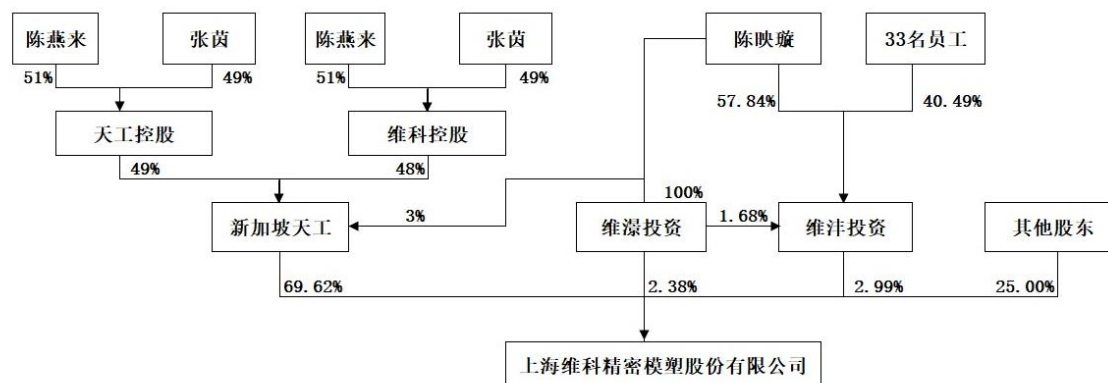 陈燕来
张茵
陈燕来
张茵
陈映璇
33名员工
51%
49%
51%
49%
57.84%
40.49%
天工控股
维科控股
49%
48%
100%
新加坡天工
3%
维澋投资
1.68%
维沣投资
其他股东
69.62%
2.38%
2.99%
25.00%
上海维科精密模塑股份有限公司